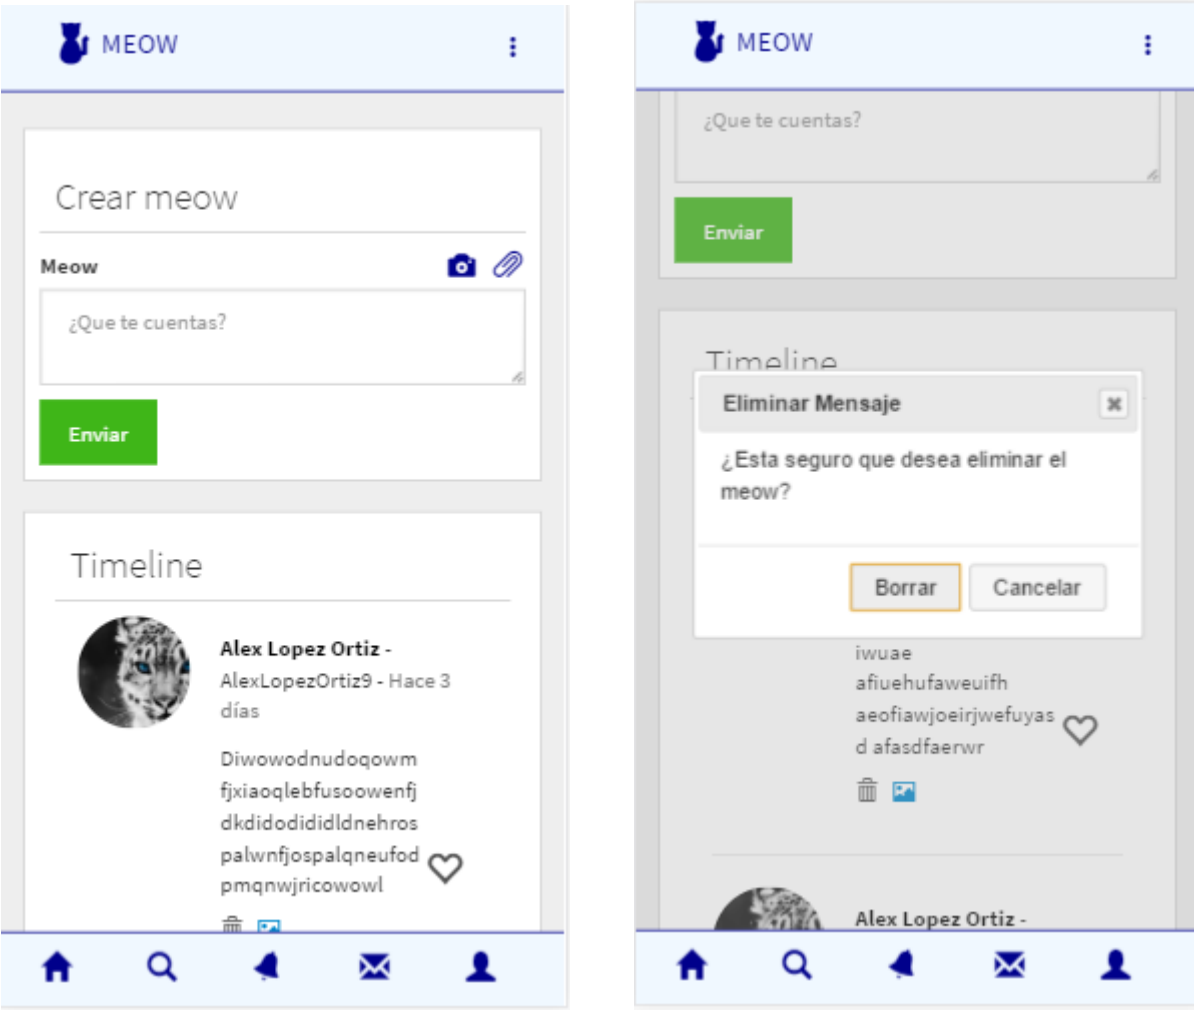 MEOW
Crear meow
Meow
¿Que te cuentas?
Enviar
Timeline
Alex Lopez Ortiz -
AlexLopezOrtiz9 - Hace 3
días
Diwowodnudoqowm
fjxiaoqlebfusoowenfj
dkdidodididldnehros
palwnfjospalqneufod
pmqnwjricowowl
MEOW
¿Que te cuentas?
Enviar
Timeline
Eliminar Mensaje
¿Esta seguro que desea eliminar el
meow?
Borrar
Cancelar
iwuae
afiuehufaweuifh
aeofiawjoeirjwefuyas
d afasdfaerwr
Alex Lopez Ortiz -